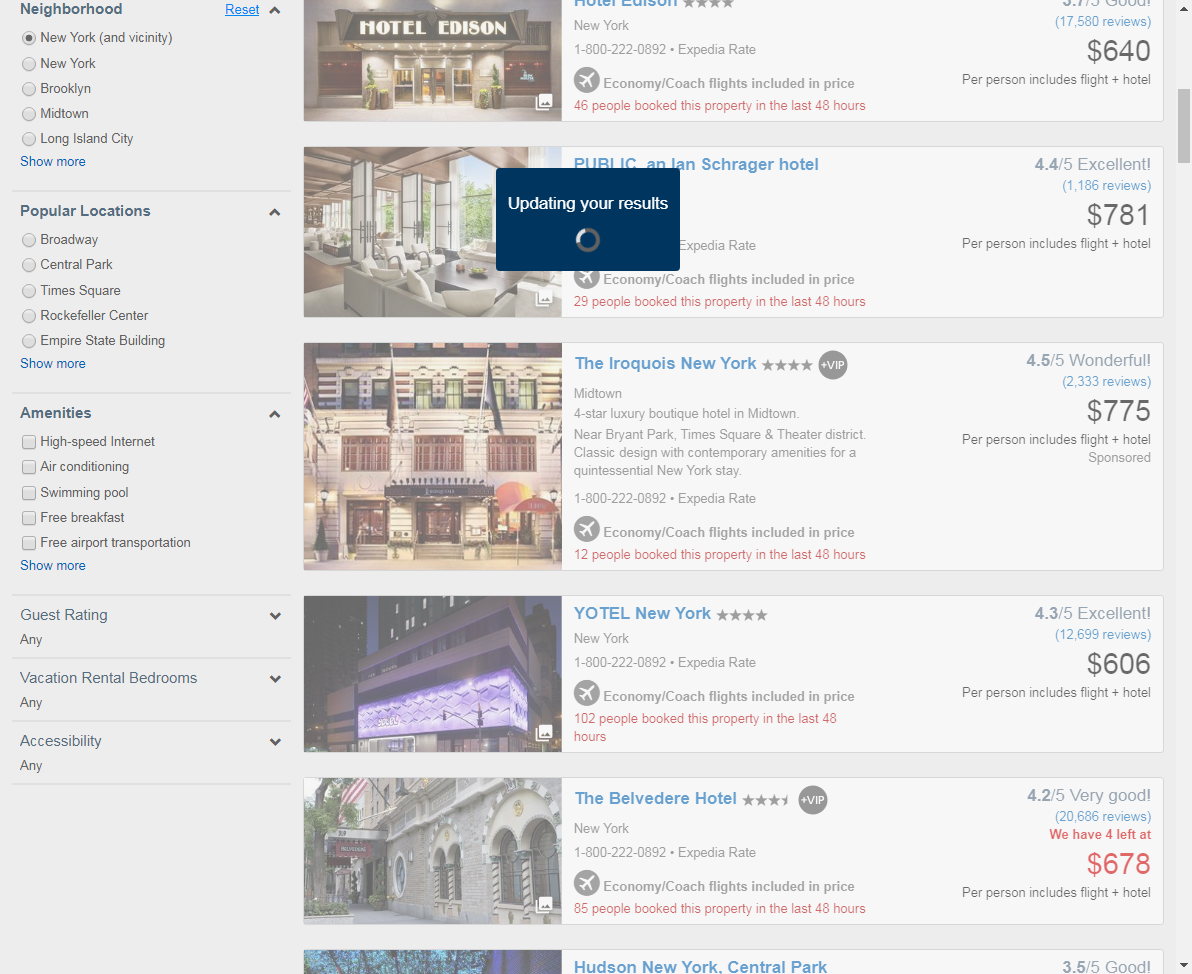 Neighborhood
Reset
New York (and vicinity)
New York
Brooklyn
Midtown
Long Island City
Show more
Popular Locations
Broadway
Central Park
Times Square
Rockefeller Center
Empire State Building
Show more
Amenities
High-speed Internet
Air conditioning
Swimming pool
Free breakfast
Free airport transportation
Show more
Guest Rating
Any
Vacation Rental Bedrooms
Any
Accessibility
Any
HOTEL EDISON
Hotel Edison
New York
1-800-222-0892 • Expedia Rate
Economy/Coach flights included in price
46 people booked this property in the last 48 hours
3.7/5 Good!
(17,580 reviews)
$640
Per person includes flight + hotel
PUBLIC, an Ian Schrager hotel
Updating your results
Expedia Rate
Economy/Coach flights included in price
29 people booked this property in the last 48 hours
4.4/5 Excellent!
(1,186 reviews)
$781
Per person includes flight + hotel
The Iroquois New York
+VIP
Midtown
4-star luxury boutique hotel in Midtown.
Near Bryant Park, Times Square & Theater district.
Classic design with contemporary amenities for a
quintessential New York stay.
1-800-222-0892 • Expedia Rate
Economy/Coach flights included in price
12 people booked this property in the last 48 hours
4.5/5 Wonderful!
(2,333 reviews)
$775
Per person includes flight + hotel
Sponsored
YOTEL New York
New York
1-800-222-0892 • Expedia Rate
Economy/Coach flights included in price
102 people booked this property in the last 48
hours
4.3/5 Excellent!
(12,699 reviews)
$606
Per person includes flight + hotel
The Belvedere Hotel
+VIP
New York
1-800-222-0892 • Expedia Rate
Economy/Coach flights included in price
85 people booked this property in the last 48 hours
4.2/5 Very good!
(20,686 reviews)
We have 4 left at
$678
Per person includes flight + hotel
Hudson New York, Central Park
3.5/5 Good!